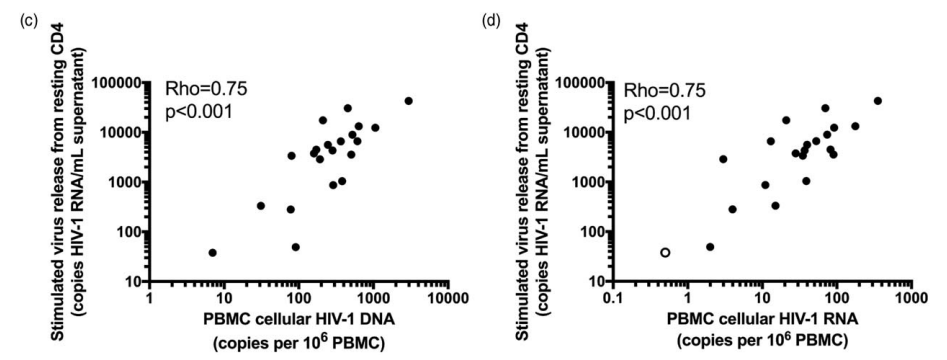 (c)
Stimulated virus release from resting CD4
(copies HIV-1 RNA/mL supernatant)
100000
10000
1000
100
10
Rho=0.75
p<0.001
1 10 100 1000 10000
PBMC cellular HIV-1 DNA
(copies per 10⁶ PBMC)
(d)
Stimulated virus release from resting CD4
(copies HIV-1 RNA/mL supernatant)
100000
10000
1000
100
10
Rho=0.75
p<0.001
0.1 1 10 100 1000
PBMC cellular HIV-1 RNA
(copies per 10⁶ PBMC)